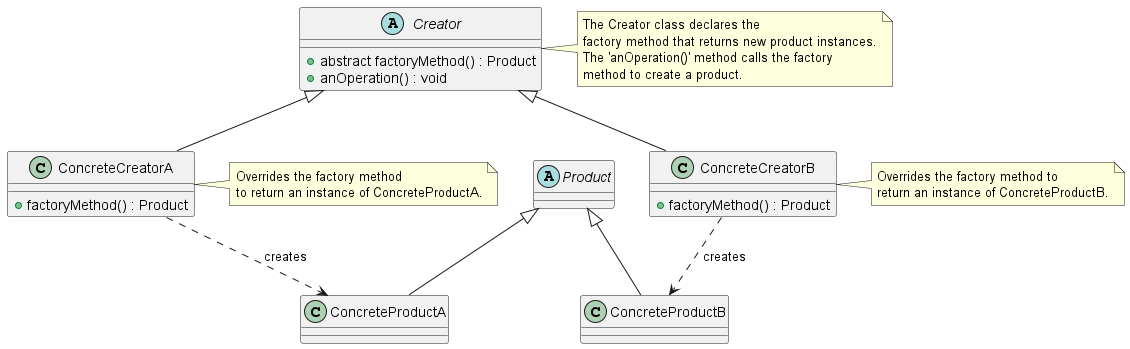 A Creator
abstract factoryMethod() : Product
anOperation() : void
The Creator class declares the
factory method that returns new product instances.
The 'anOperation()' method calls the factory
method to create a product.
C ConcreteCreatorA
factoryMethod() : Product
Overrides the factory method
to return an instance of ConcreteProductA.
A Product
C ConcreteCreatorB
factoryMethod() : Product
Overrides the factory method to
return an instance of ConcreteProductB.
creates
creates
C ConcreteProductA
C ConcreteProductB